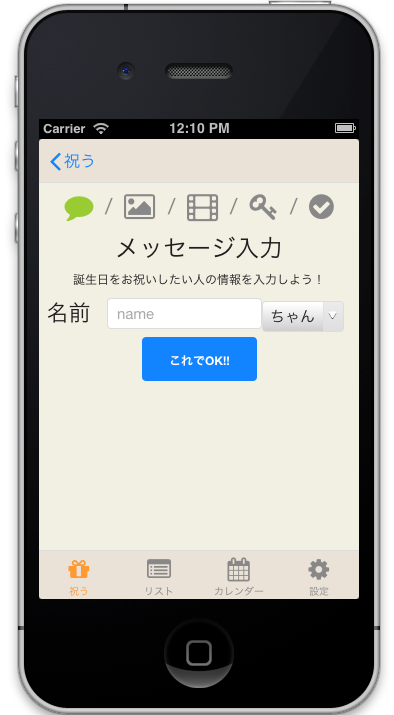 Carrier 12:10 PM
祝う
/ / / /
メッセージ入力
誕生日をお祝いしたい人の情報を入力しよう！
名前 name ちゃん
これでOK!!
祝う リスト カレンダー 設定